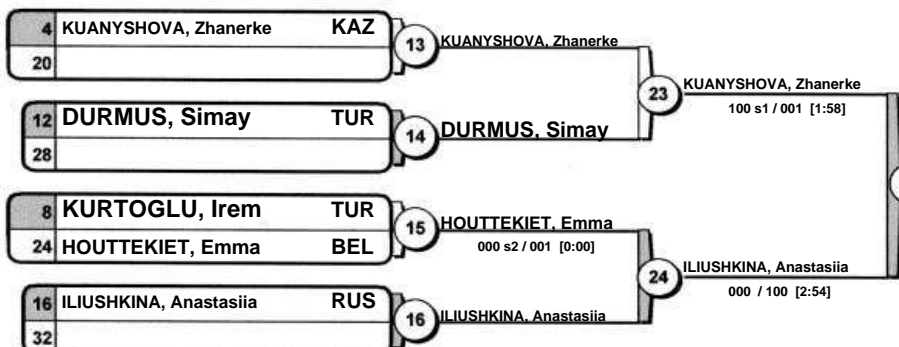 4 KUANYSHOVA, Zhanerke KAZ
20
13 KUANYSHOVA, Zhanerke
12 DURMUS, Simay TUR
28
14 DURMUS, Simay
23 KUANYSHOVA, Zhanerke
100 s1 / 001 [1:58]
8 KURTOGLU, Irem TUR
24 HOUTTEKIET, Emma BEL
15 HOUTTEKIET, Emma
000 s2 / 001 [0:00]
16 ILIUSHKINA, Anastasiia RUS
32
16 ILIUSHKINA, Anastasiia
24 ILIUSHKINA, Anastasiia
000 / 100 [2:54]